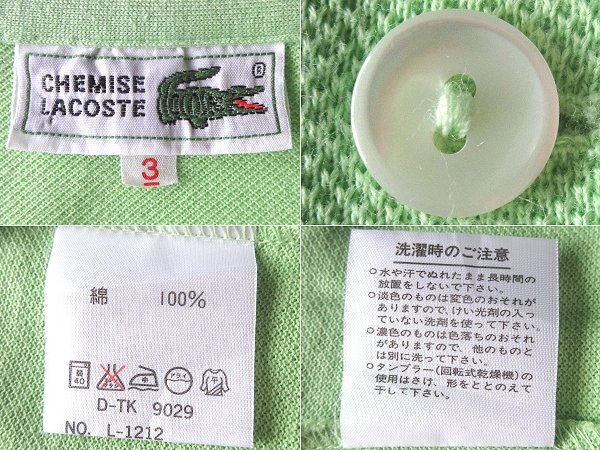 CHEMISE
LACOSTE
®
3
綿 100%
弱
40
ドライ
平
D-TK 9029
NO. L-1212
洗濯時のご注意
○水や汗でぬれたまま長時間の
放置をしないで下さい。
○淡色のものは変色のおそれが
ありますので、けい光剤の入っ
ていない洗剤を使って下さい。
○濃色のものは色落ちのおそれ
がありますので、他のものと
は別に洗って下さい。
○タンブラー(回転式乾燥機)の
使用はさけ、形をととのえて
干して下さい。